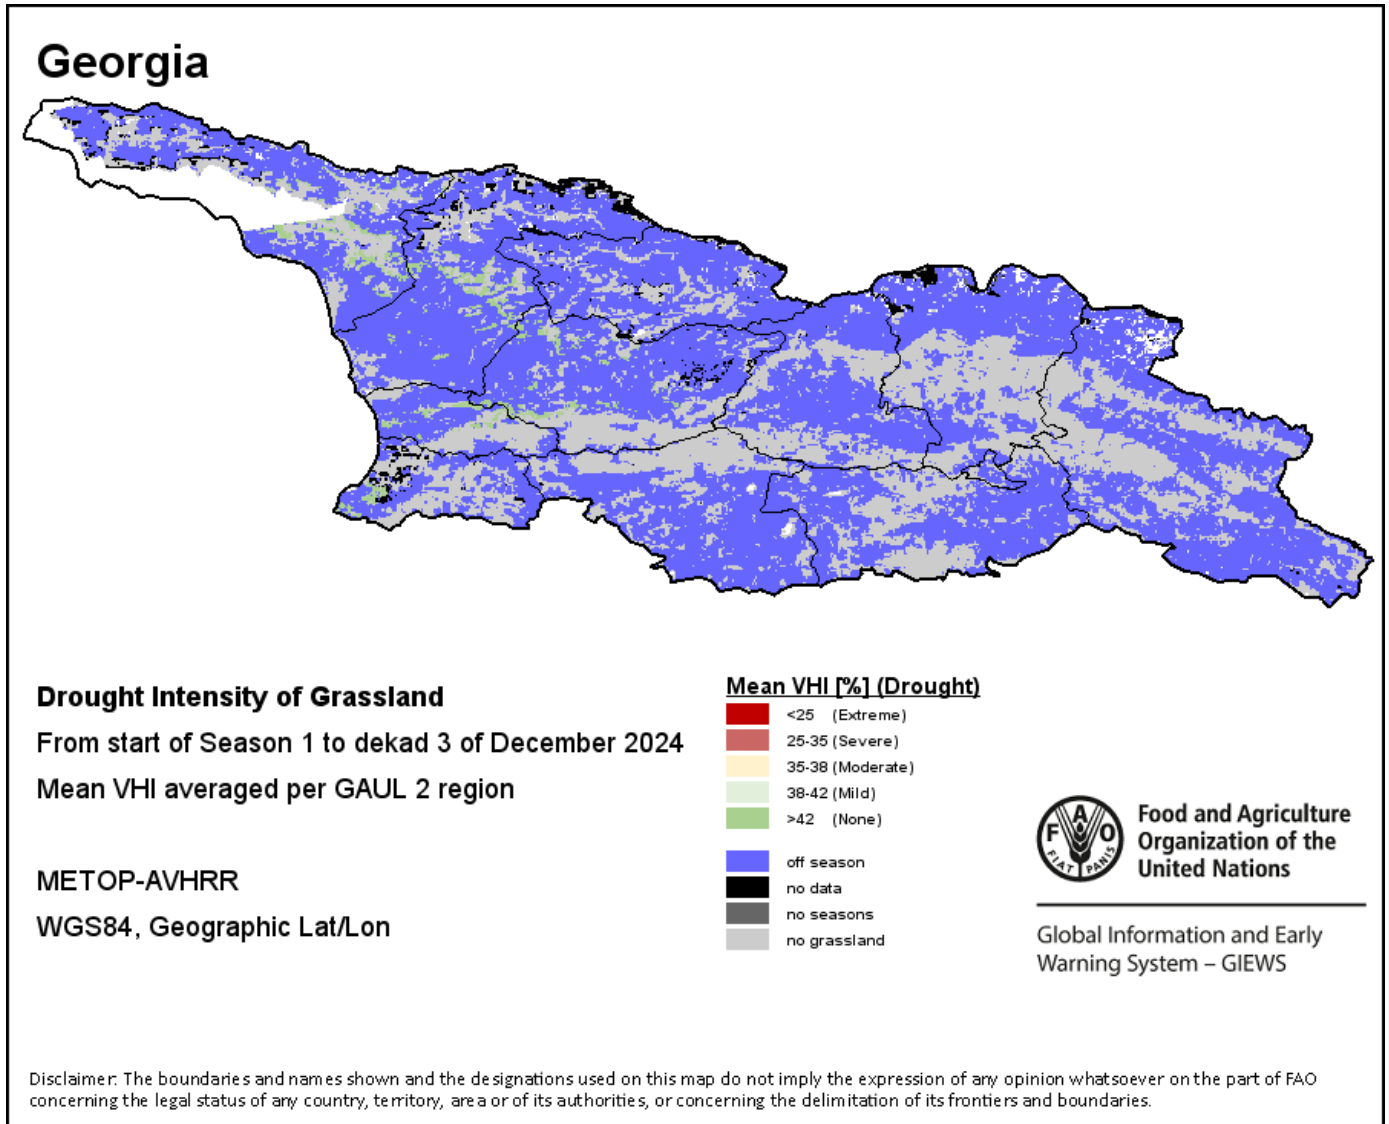 Georgia
Drought Intensity of Grassland
From start of Season 1 to dekad 3 of December 2024
Mean VHI averaged per GAUL 2 region
METOP-AVHRR
WGS84, Geographic Lat/Lon
Mean VHI [%] (Drought)
<25 (Extreme)
25-35 (Severe)
35-38 (Moderate)
38-42 (Mild)
>42 (None)
off season
no data
no seasons
no grassland
F A O
FIAT PANIS
Food and Agriculture
Organization of the
United Nations
Global Information and Early
Warning System – GIEWS
Disclaimer: The boundaries and names shown and the designations used on this map do not imply the expression of any opinion whatsoever on the part of FAO
concerning the legal status of any country, territory, area or of its authorities, or concerning the delimitation of its frontiers and boundaries.